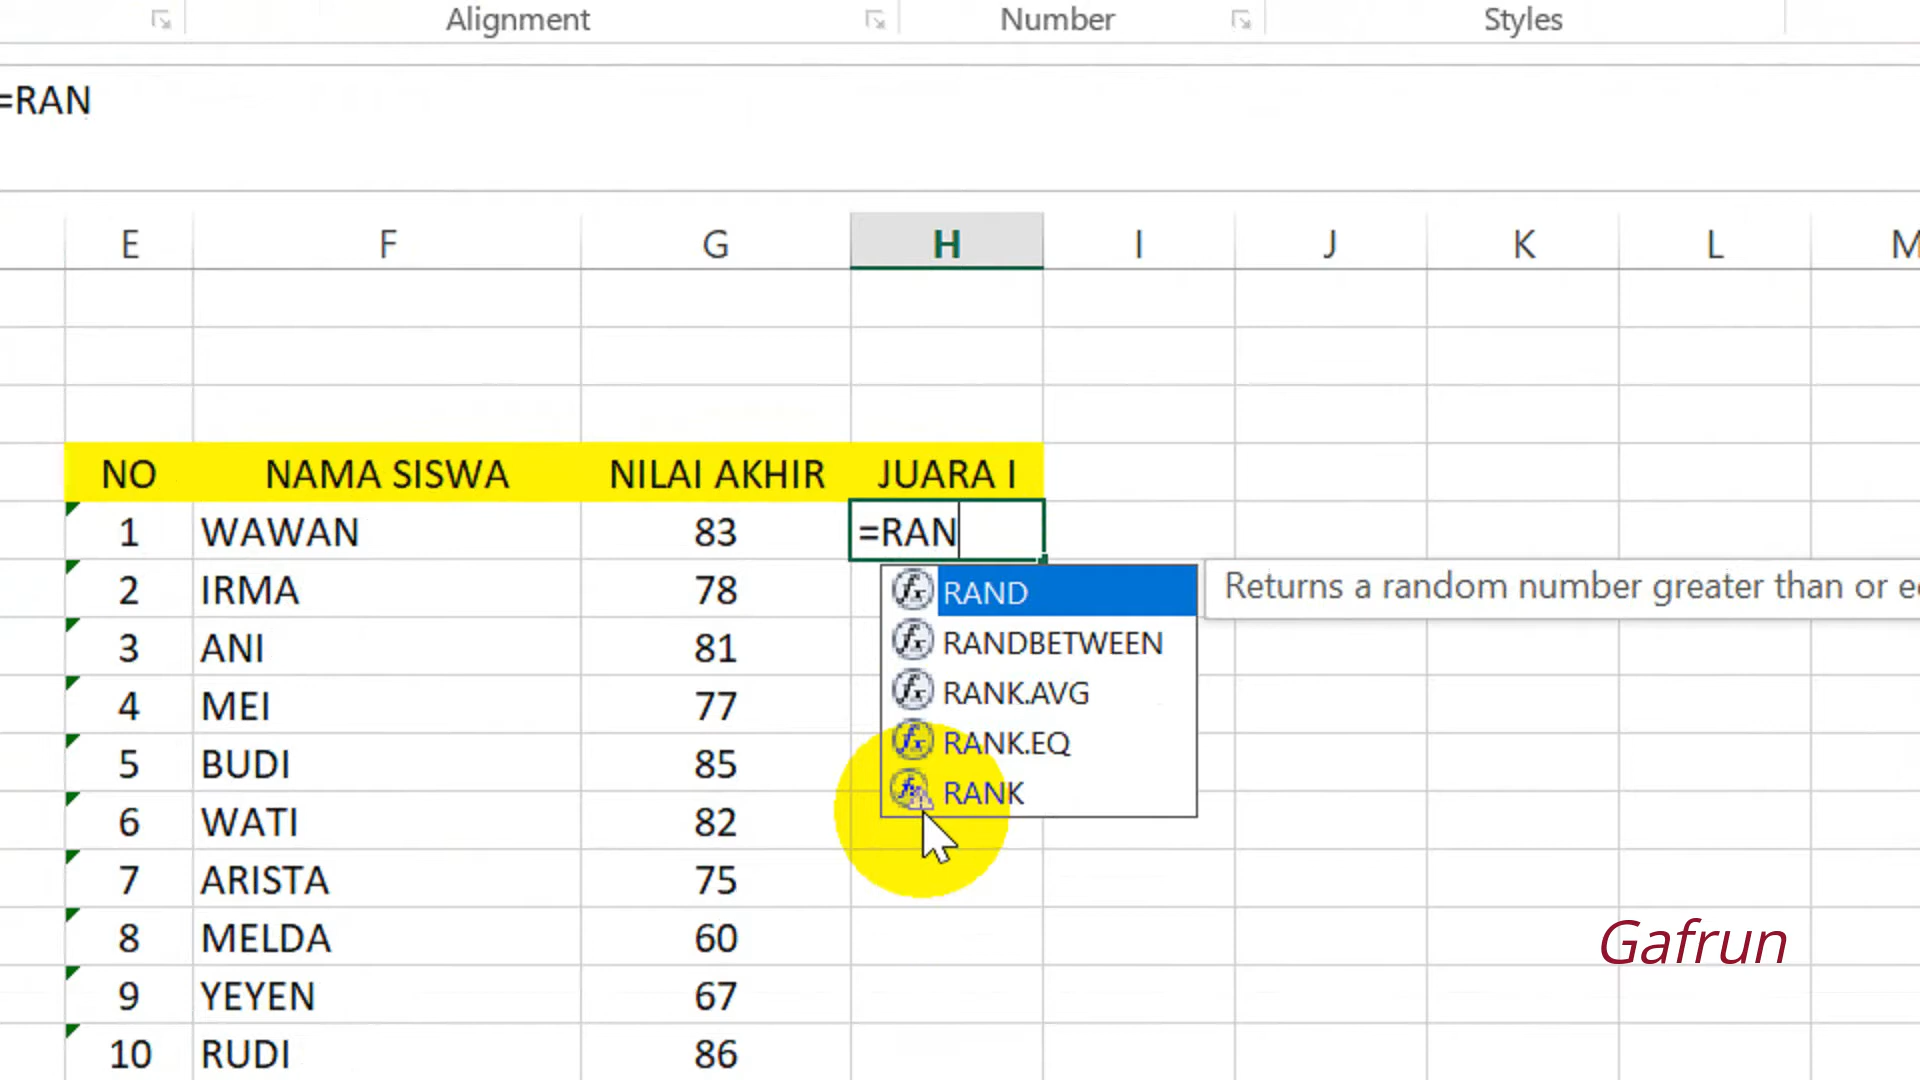 Alignment Number Styles
=RAN
E F G H I J K L M
NO NAMA SISWA NILAI AKHIR JUARA I
1 WAWAN 83 =RAN
2 IRMA 78
RAND Returns a random number greater than or e
3 ANI 81
RANDBETWEEN
4 MEI 77
RANK.AVG
5 BUDI 85
RANK.EQ
6 WATI 82
RANK
7 ARISTA 75
8 MELDA 60
Gafrun
9 YEYEN 67
10 RUDI 86